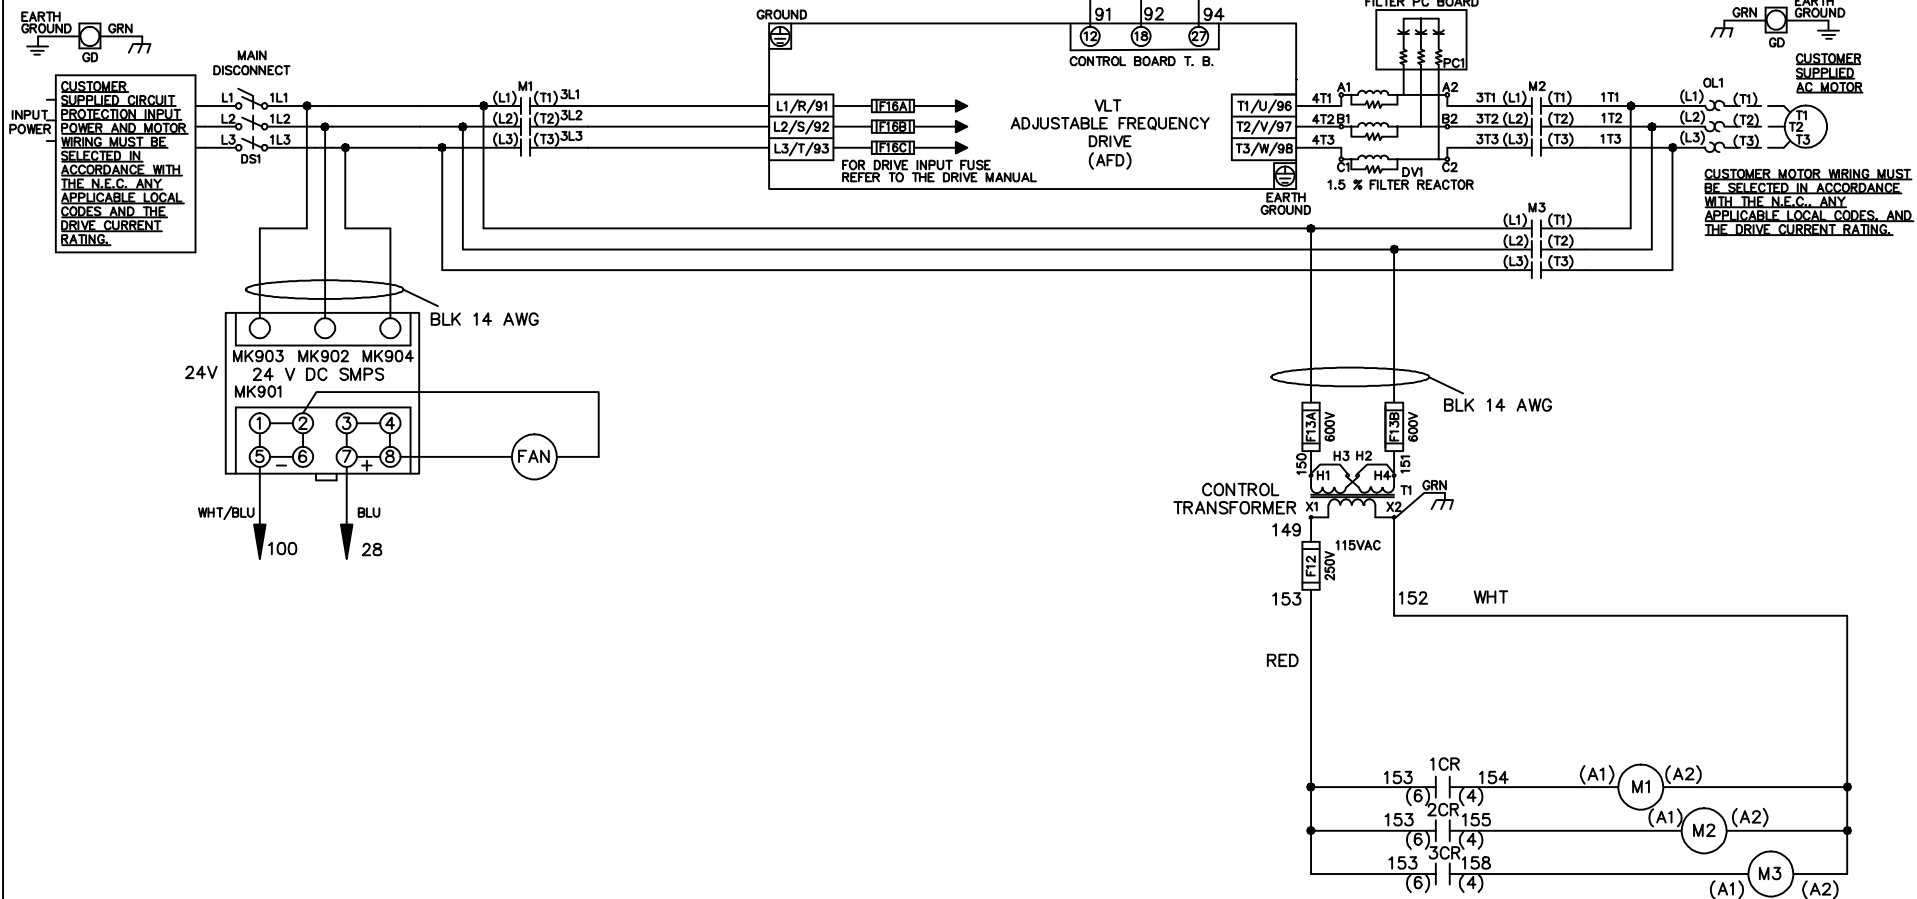 EARTH
GROUND
GRN
GD
MAIN
DISCONNECT
GROUND
91
92
94
12
18
27
CONTROL BOARD T. B.
FILTER PC BOARD
PC1
GRN
EARTH
GROUND
GD
CUSTOMER
SUPPLIED
AC MOTOR
INPUT
POWER
CUSTOMER
SUPPLIED CIRCUIT
PROTECTION INPUT
POWER AND MOTOR
WIRING MUST BE
SELECTED IN
ACCORDANCE WITH
THE N.E.C. ANY
APPLICABLE LOCAL
CODES AND THE
DRIVE CURRENT
RATING.
L1 1L1
L2 1L2
L3 1L3
DS1
M1
(L1) (T1) 3L1
(L2) (T2) 3L2
(L3) (T3) 3L3
L1/R/91
L2/S/92
L3/T/93
F16A
F16B
F16C
FOR DRIVE INPUT FUSE
REFER TO THE DRIVE MANUAL
VLT
ADJUSTABLE FREQUENCY
DRIVE
(AFD)
T1/U/96
T2/V/97
T3/W/98
EARTH
GROUND
4T1 A1 A2
4T2 B1 B2
4T3 C1 C2
DV1
1.5 % FILTER REACTOR
M2
3T1 (L1) (T1) 1T1
3T2 (L2) (T2) 1T2
3T3 (L3) (T3) 1T3
OL1
(L1) (T1)
(L2) (T2)
(L3) (T3)
T1
T2
T3
CUSTOMER MOTOR WIRING MUST
BE SELECTED IN ACCORDANCE
WITH THE N.E.C., ANY
APPLICABLE LOCAL CODES, AND
THE DRIVE CURRENT RATING.
M3
(L1) (T1)
(L2) (T2)
(L3) (T3)
BLK 14 AWG
MK903 MK902 MK904
24V
24 V DC SMPS
MK901
1 2 3 4
5 − 6 7 + 8
FAN
WHT/BLU
BLU
100
28
BLK 14 AWG
F13A
600V
F13B
600V
150
H3 H2
151
H1
H4
T1
GRN
CONTROL
TRANSFORMER
X1
X2
149
115VAC
F12
250V
153
152
WHT
RED
1CR
153 154
(6) (4)
(A1) M1 (A2)
2CR
153 155
(6) (4)
(A1) M2 (A2)
3CR
153 158
(6) (4)
(A1) M3 (A2)